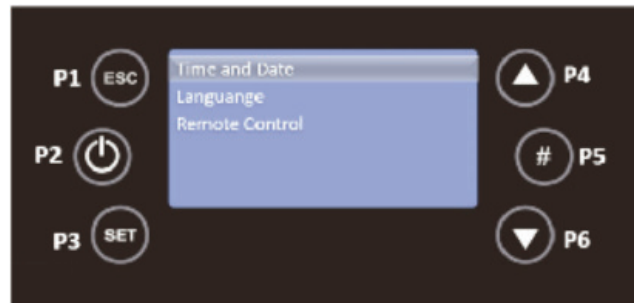 P1 ESC
Time and Date
P4
Languange
Remote Control
P2
# P5
P3 SET
P6